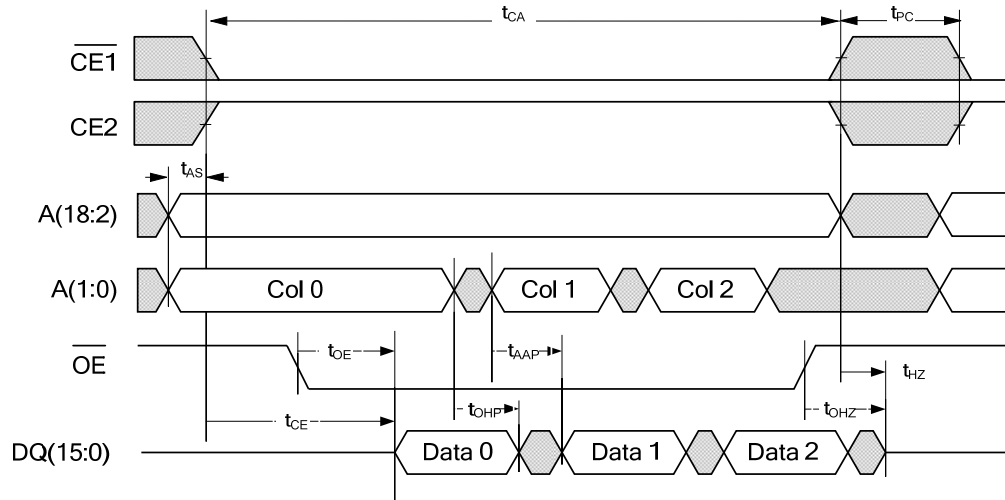 tCA
tPC
CE1
CE2
tAS
A(18:2)
A(1:0)
Col 0
Col 1
Col 2
OE
tOE
tAAP
tHZ
tCE
tOHP
tOHZ
DQ(15:0)
Data 0
Data 1
Data 2